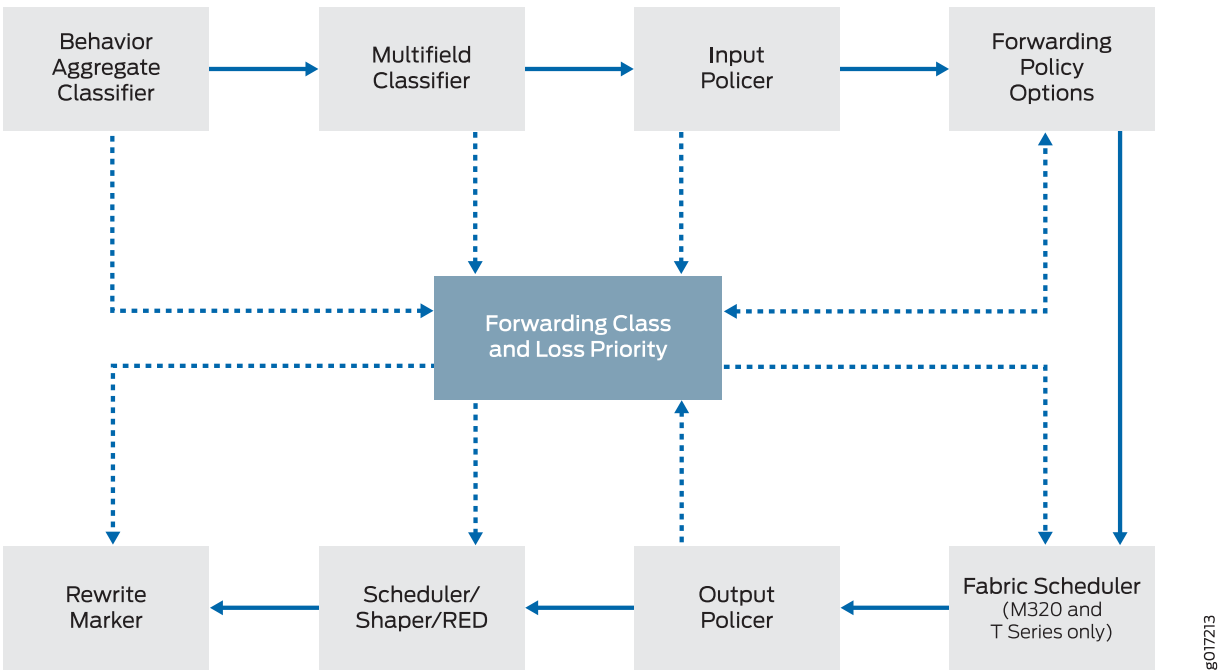 Behavior
Aggregate
Classifier
Multifield
Classifier
Input
Policer
Forwarding
Policy
Options
Forwarding Class
and Loss Priority
Rewrite
Marker
Scheduler/
Shaper/RED
Output
Policer
Fabric Scheduler
(M320 and
T Series only)
g017213